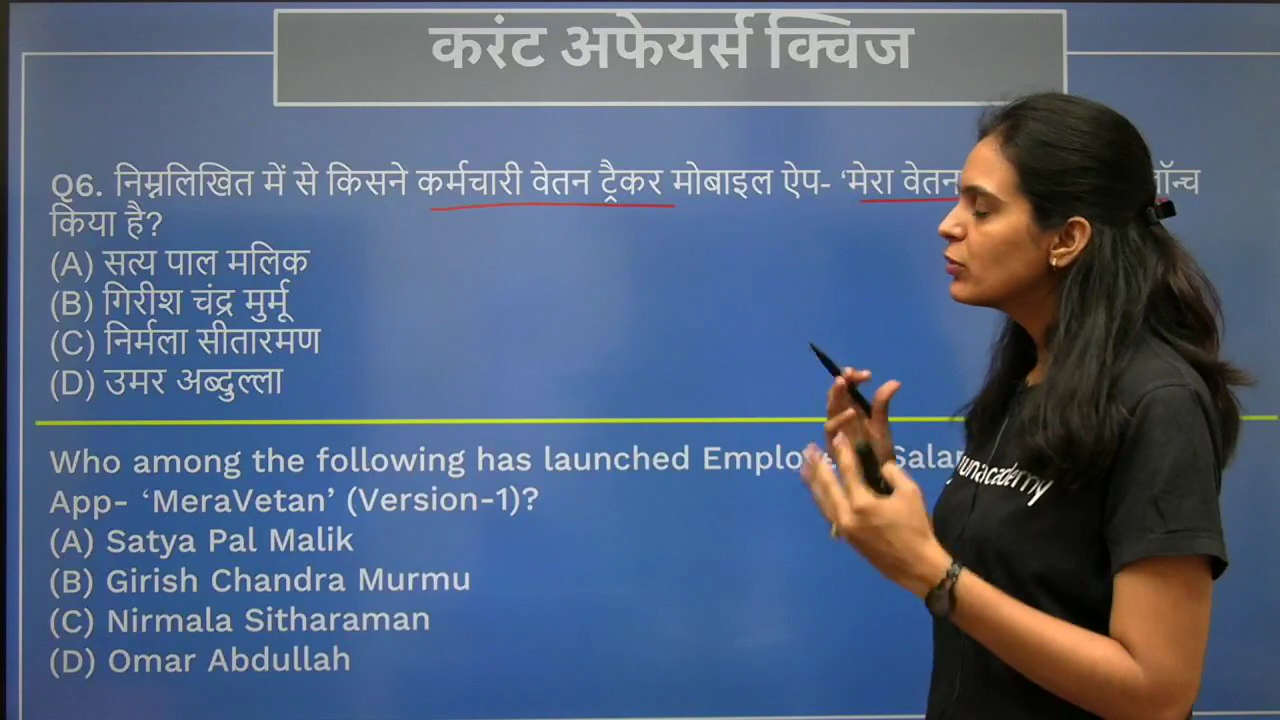 करंट अफेयर्स क्विज
Q6. निम्नलिखित में से किसने कर्मचारी वेतन ट्रैकर मोबाइल ऐप- ‘मेरा वेतन
किया है?
(A) सत्य पाल मलिक
(B) गिरीश चंद्र मुर्मू
(C) निर्मला सीतारमण
(D) उमर अब्दुल्ला
Who among the following has launched
App- ‘MeraVetan’ (Version-1)?
(A) Satya Pal Malik
(B) Girish Chandra Murmu
(C) Nirmala Sitharaman
(D) Omar Abdullah
unacademy